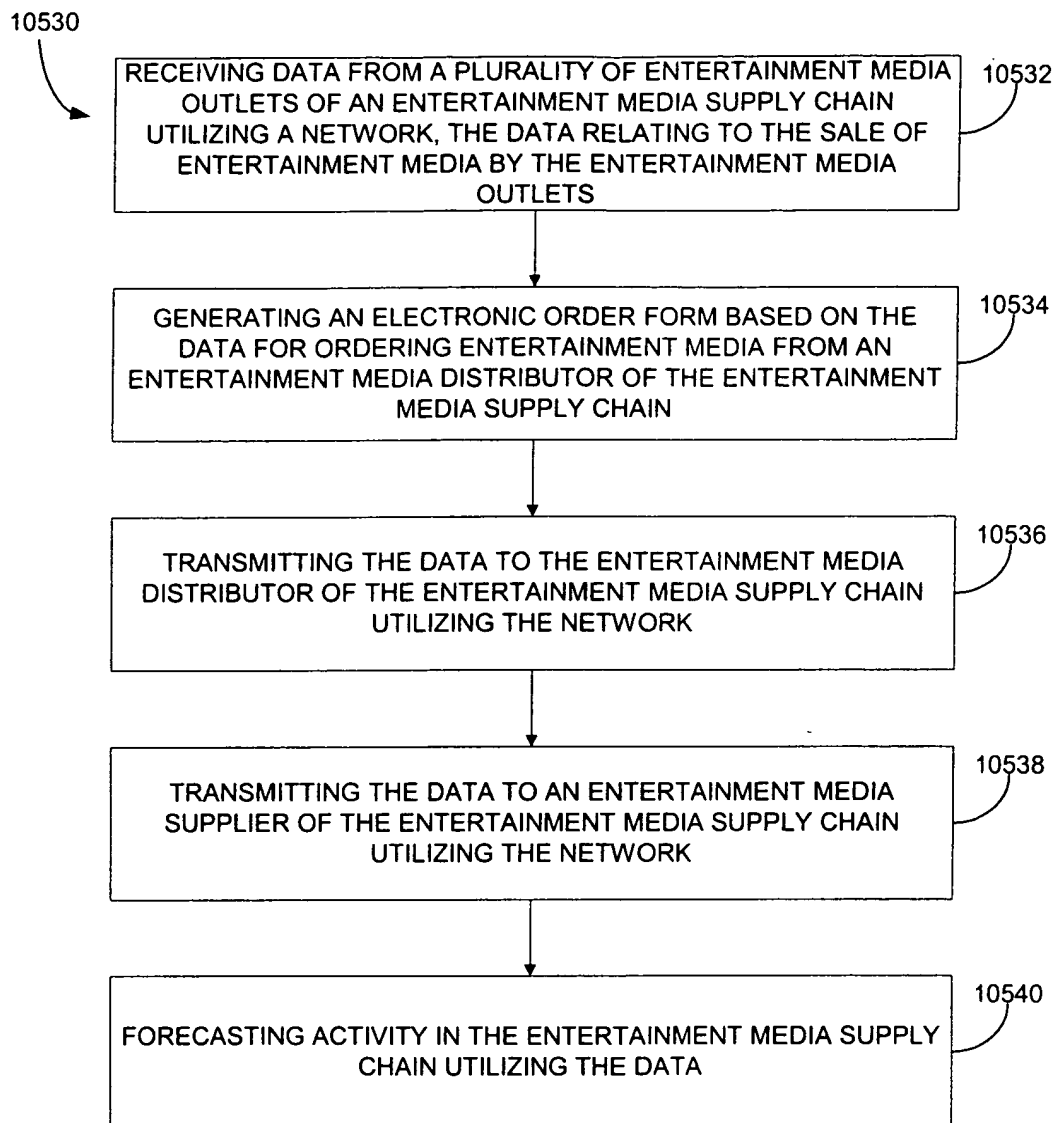 10530
RECEIVING DATA FROM A PLURALITY OF ENTERTAINMENT MEDIA
OUTLETS OF AN ENTERTAINMENT MEDIA SUPPLY CHAIN
UTILIZING A NETWORK, THE DATA RELATING TO THE SALE OF
ENTERTAINMENT MEDIA BY THE ENTERTAINMENT MEDIA
OUTLETS
10532
GENERATING AN ELECTRONIC ORDER FORM BASED ON THE
DATA FOR ORDERING ENTERTAINMENT MEDIA FROM AN
ENTERTAINMENT MEDIA DISTRIBUTOR OF THE ENTERTAINMENT
MEDIA SUPPLY CHAIN
10534
TRANSMITTING THE DATA TO THE ENTERTAINMENT MEDIA
DISTRIBUTOR OF THE ENTERTAINMENT MEDIA SUPPLY CHAIN
UTILIZING THE NETWORK
10536
TRANSMITTING THE DATA TO AN ENTERTAINMENT MEDIA
SUPPLIER OF THE ENTERTAINMENT MEDIA SUPPLY CHAIN
UTILIZING THE NETWORK
10538
FORECASTING ACTIVITY IN THE ENTERTAINMENT MEDIA SUPPLY
CHAIN UTILIZING THE DATA
10540